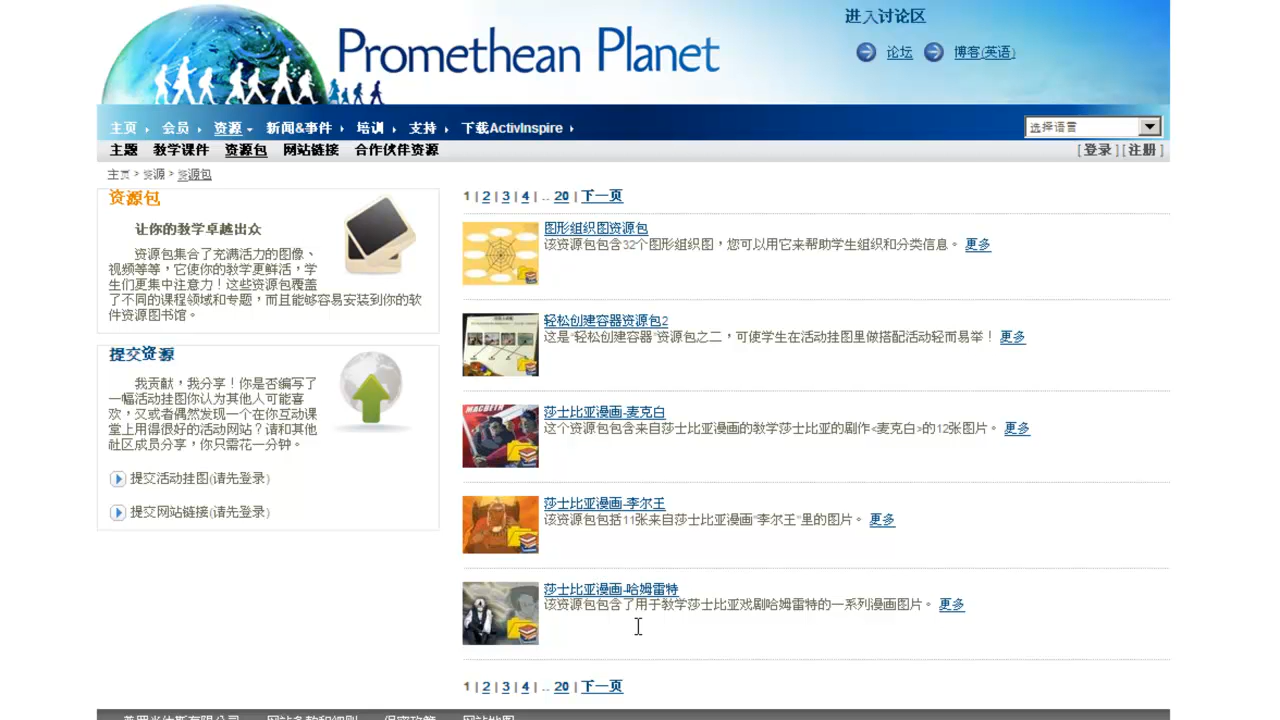 Promethean Planet
进入讨论区
论坛 博客(英语)
主页 会员 资源 新闻&事件 培训 支持 下载ActivInspire
选择语言
主题 教学课件 资源包 网站链接 合作伙伴资源
[ 登录 ] [ 注册 ]
主页 > 资源 > 资源包
资源包
让你的教学卓越出众
资源包集合了充满活力的图像、
视频等等，它使你的教学更鲜活，学
生们更集中注意力！这些资源包覆盖
了不同的课程领域和专题，而且能够容易安装到你的软
件资源图书馆。
提交资源
我贡献，我分享！你是否编写了
一幅活动挂图你认为其他人可能喜
欢，又或者偶然发现一个在你互动课
堂上用得很好的活动网站？请和其他
社区成员分享，你只需花一分钟。
提交活动挂图(请先登录)
提交网站链接(请先登录)
1 | 2 | 3 | 4 | .. 20 | 下一页
图形组织图资源包
该资源包包含32个图形组织图，您可以用它来帮助学生组织和分类信息。 更多
轻松创建容器资源包2
这是"轻松创建容器"资源包之二，可使学生在活动挂图里做搭配活动轻而易举！ 更多
MACBETH
莎士比亚漫画-麦克白
这个资源包包含来自莎士比亚漫画的教学莎士比亚的剧作<麦克白>的12张图片。 更多
莎士比亚漫画-李尔王
该资源包包括11张来自莎士比亚漫画"李尔王"里的图片。 更多
莎士比亚漫画-哈姆雷特
该资源包包含了用于教学莎士比亚戏剧哈姆雷特的一系列漫画图片。 更多
1 | 2 | 3 | 4 | .. 20 | 下一页